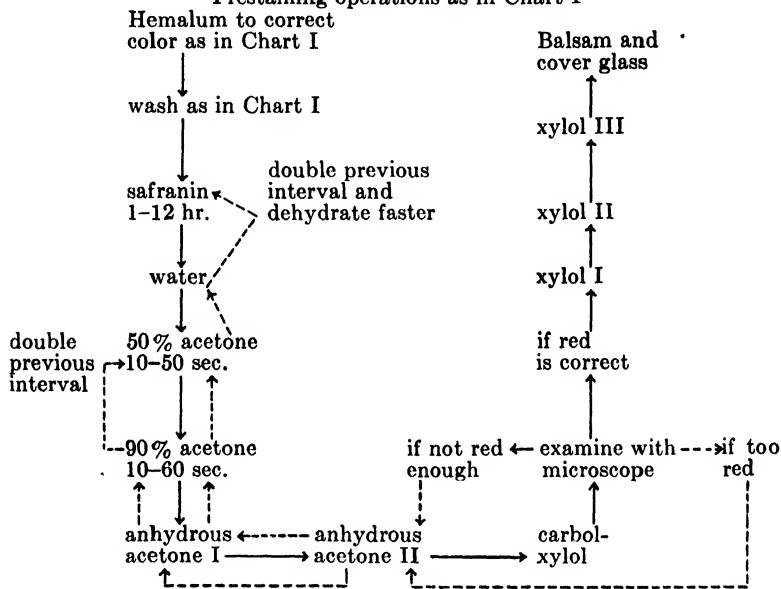 Prestaining operations as in Chart I
Hemalum to correct
color as in Chart I
wash as in Chart I
safranin
1–12 hr.
double previous
interval and
dehydrate faster
water
double
previous
interval
50% acetone
10–50 sec.
90% acetone
10–60 sec.
anhydrous
acetone I
anhydrous
acetone II
carbol-
xylol
if not red
enough
examine with
microscope
if too
red
if red
is correct
xylol I
xylol II
xylol III
Balsam and
cover glass